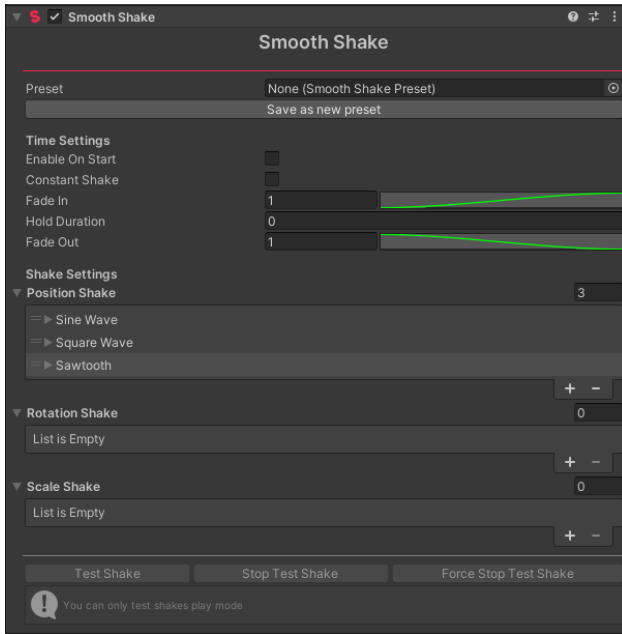 Smooth Shake
Smooth Shake
Preset None (Smooth Shake Preset)
Save as new preset
Time Settings
Enable On Start
Constant Shake
Fade In 1
Hold Duration 0
Fade Out 1
Shake Settings
Position Shake 3
Sine Wave
Square Wave
Sawtooth
+ −
Rotation Shake 0
List is Empty
+ −
Scale Shake 0
List is Empty
+ −
Test Shake Stop Test Shake Force Stop Test Shake
You can only test shakes play mode